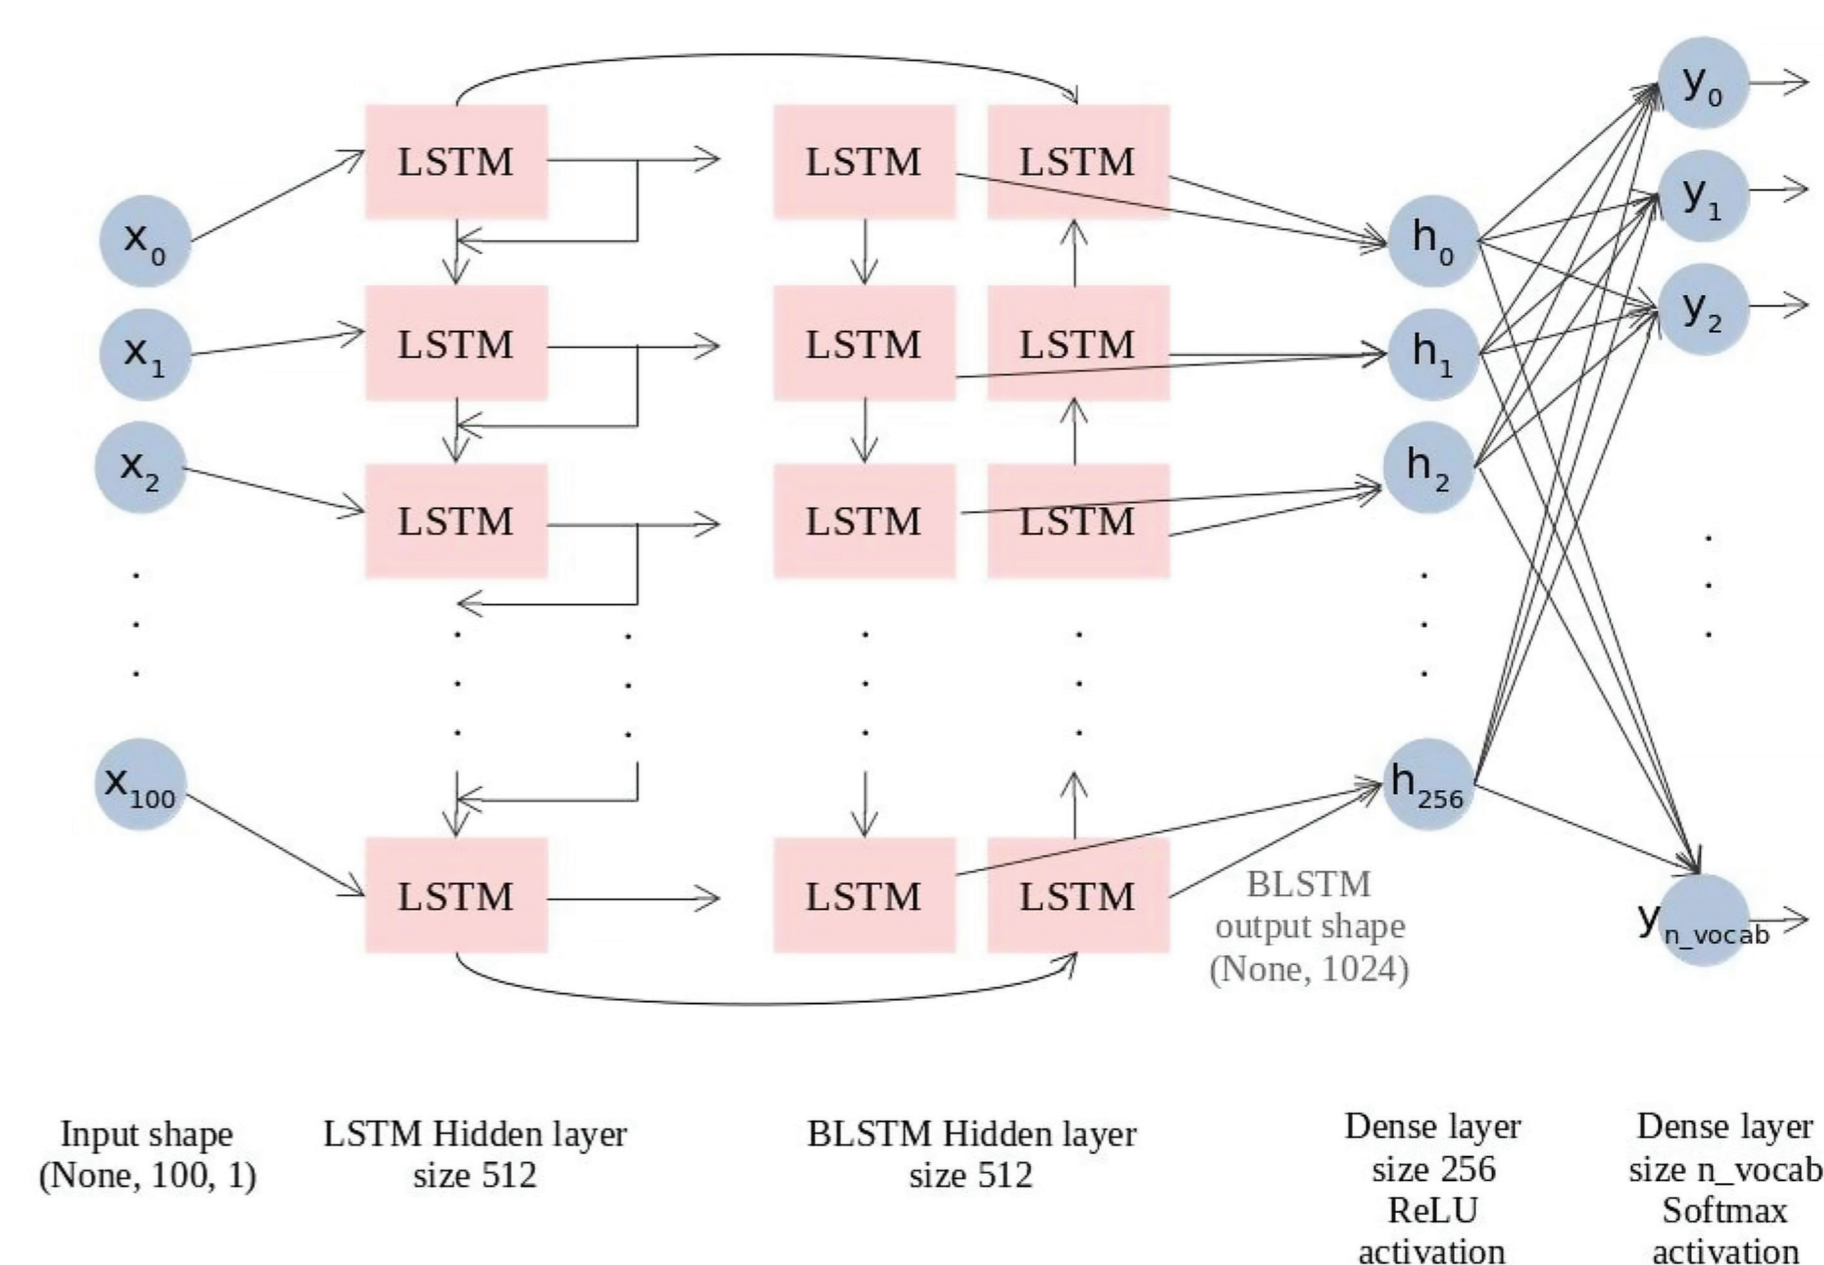 y0
LSTM LSTM LSTM
y1
x0
h0
y2
x1
LSTM LSTM LSTM
h1
x2
h2
LSTM LSTM LSTM
x100
h256
LSTM LSTM LSTM
BLSTM
output shape
(None, 1024)
yn_vocab
Input shape
(None, 100, 1)
LSTM Hidden layer
size 512
BLSTM Hidden layer
size 512
Dense layer
size 256
ReLU
activation
Dense layer
size n_vocab
Softmax
activation